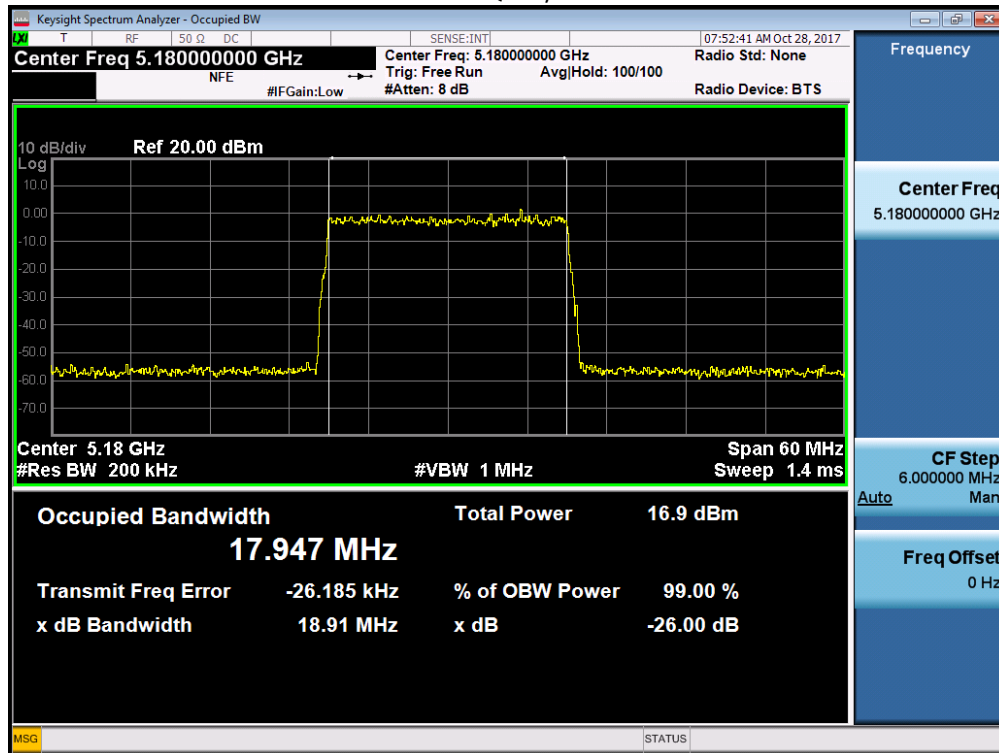 Keysight Spectrum Analyzer - Occupied BW
LXI T RF 50 Ω DC SENSE:INT 07:52:41 AM Oct 28, 2017
Center Freq 5.180000000 GHz
Center Freq: 5.180000000 GHz
Radio Std: None
NFE
Trig: Free Run Avg|Hold: 100/100
#IFGain:Low
#Atten: 8 dB
Radio Device: BTS
10 dB/div Ref 20.00 dBm
Log
10.0
0.00
-10.0
-20.0
-30.0
-40.0
-50.0
-60.0
-70.0
Center 5.18 GHz Span 60 MHz
#Res BW 200 kHz #VBW 1 MHz Sweep 1.4 ms
Occupied Bandwidth Total Power 16.9 dBm
17.947 MHz
Transmit Freq Error -26.185 kHz % of OBW Power 99.00 %
x dB Bandwidth 18.91 MHz x dB -26.00 dB
Frequency
Center Freq
5.180000000 GHz
CF Step
6.000000 MHz
Auto Man
Freq Offset
0 Hz
MSG STATUS